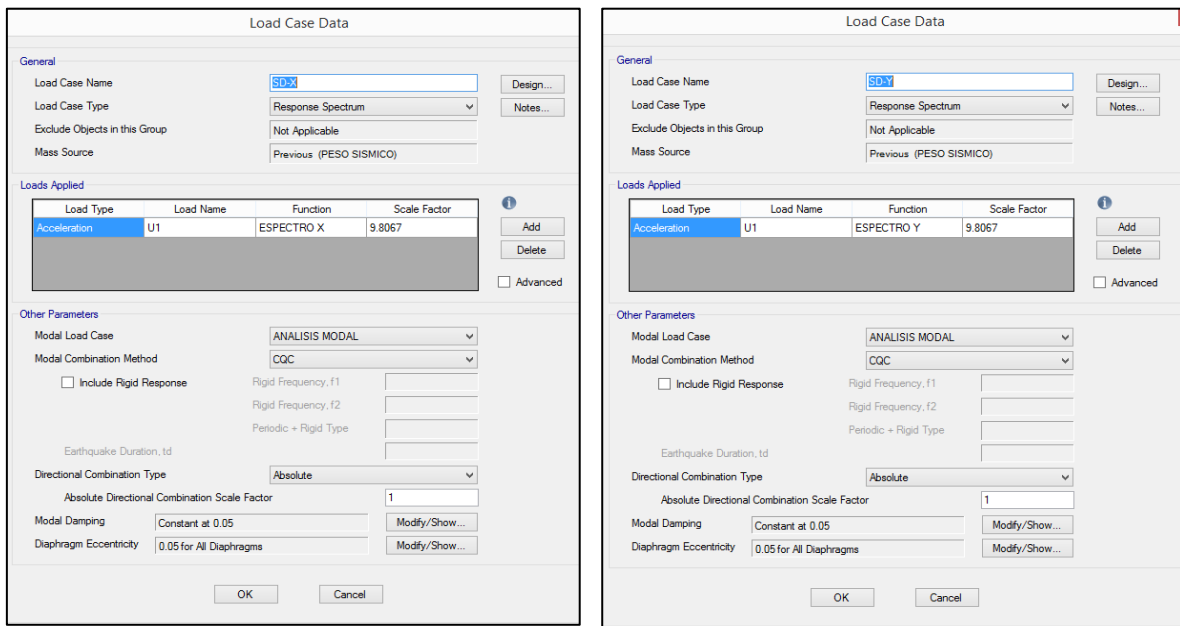 Load Case Data
General
Load Case Name SD-X Design...
Load Case Type Response Spectrum Notes...
Exclude Objects in this Group Not Applicable
Mass Source Previous (PESO SISMICO)
Loads Applied
Load Type Load Name Function Scale Factor
Acceleration U1 ESPECTRO X 9.8067 Add
Delete
Advanced
Other Parameters
Modal Load Case ANALISIS MODAL
Modal Combination Method CQC
Include Rigid Response Rigid Frequency, f1
Rigid Frequency, f2
Periodic + Rigid Type
Earthquake Duration, td
Directional Combination Type Absolute
Absolute Directional Combination Scale Factor 1
Modal Damping Constant at 0.05 Modify/Show...
Diaphragm Eccentricity 0.05 for All Diaphragms Modify/Show...
OK Cancel
Load Case Data
General
Load Case Name SD-Y Design...
Load Case Type Response Spectrum Notes...
Exclude Objects in this Group Not Applicable
Mass Source Previous (PESO SISMICO)
Loads Applied
Load Type Load Name Function Scale Factor
Acceleration U1 ESPECTRO Y 9.8067 Add
Delete
Advanced
Other Parameters
Modal Load Case ANALISIS MODAL
Modal Combination Method CQC
Include Rigid Response Rigid Frequency, f1
Rigid Frequency, f2
Periodic + Rigid Type
Earthquake Duration, td
Directional Combination Type Absolute
Absolute Directional Combination Scale Factor 1
Modal Damping Constant at 0.05 Modify/Show...
Diaphragm Eccentricity 0.05 for All Diaphragms Modify/Show...
OK Cancel